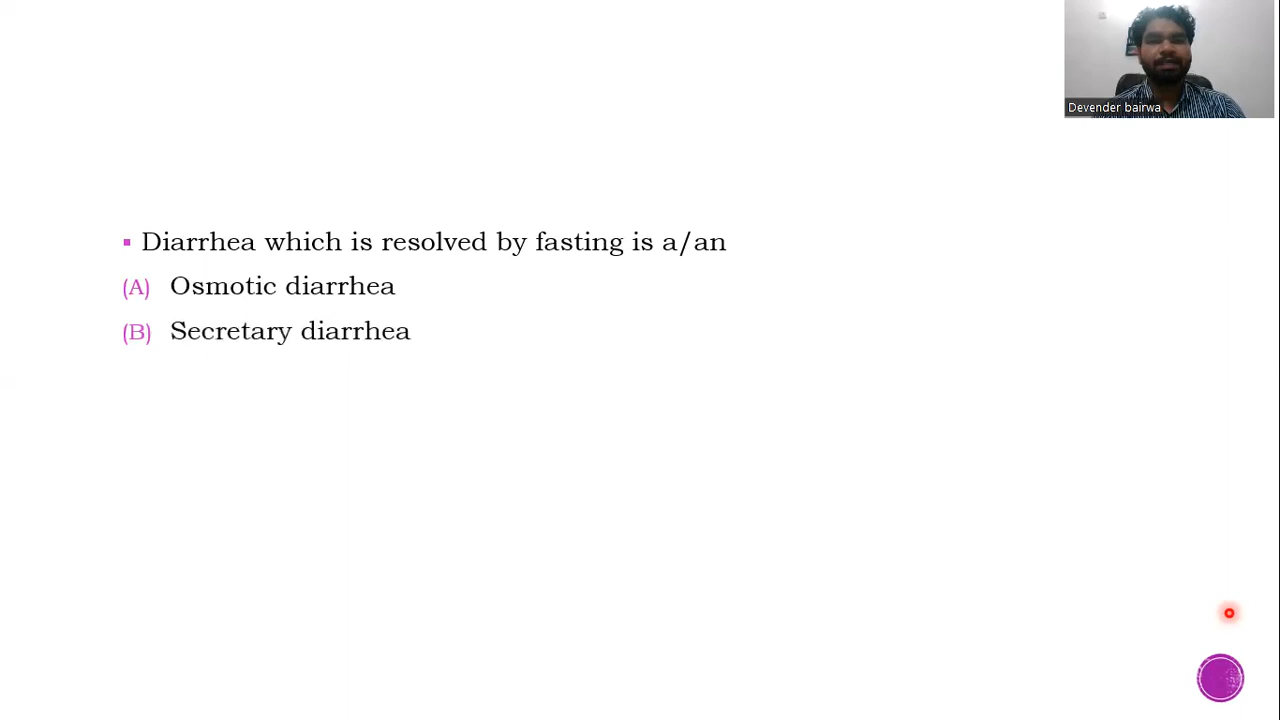 Devender bairwa
▪ Diarrhea which is resolved by fasting is a/an
(A) Osmotic diarrhea
(B) Secretary diarrhea